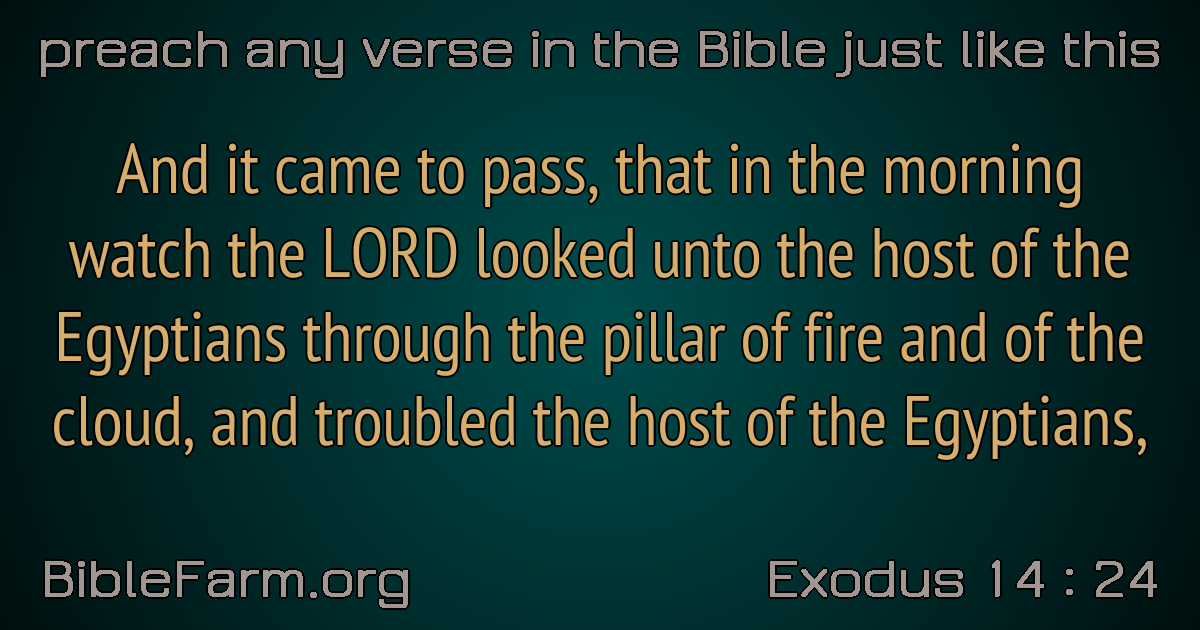 preach any verse in the Bible just like this
And it came to pass, that in the morning
watch the LORD looked unto the host of the
Egyptians through the pillar of fire and of the
cloud, and troubled the host of the Egyptians,
BibleFarm.org
Exodus 14 : 24